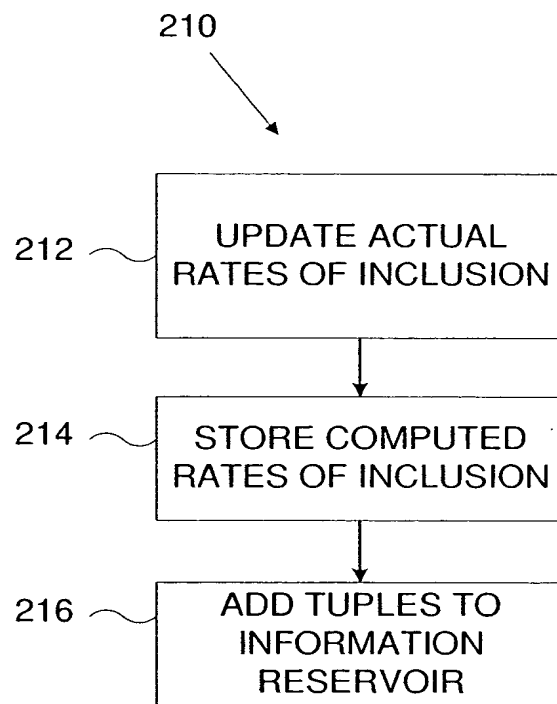 210
212
UPDATE ACTUAL
RATES OF INCLUSION
214
STORE COMPUTED
RATES OF INCLUSION
216
ADD TUPLES TO
INFORMATION
RESERVOIR